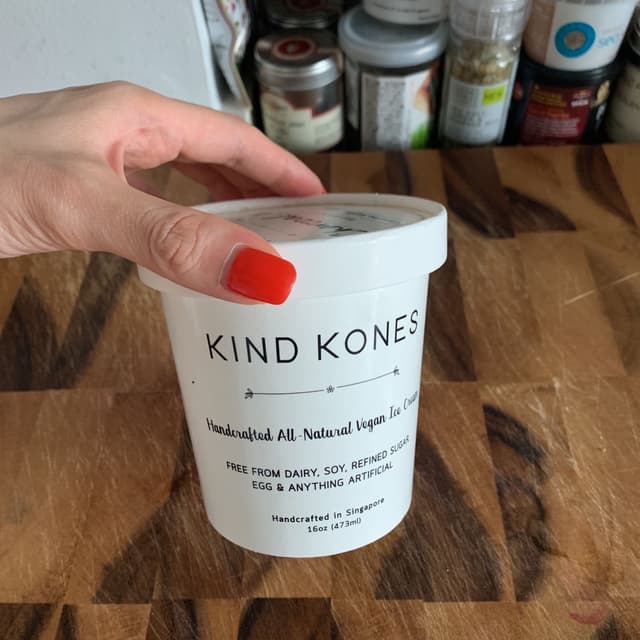 KIND KONES
Handcrafted All-Natural Vegan Ice Cream
FREE FROM DAIRY, SOY, REFINED SUGAR
EGG & ANYTHING ARTIFICIAL
Handcrafted in Singapore
16oz (473ml)